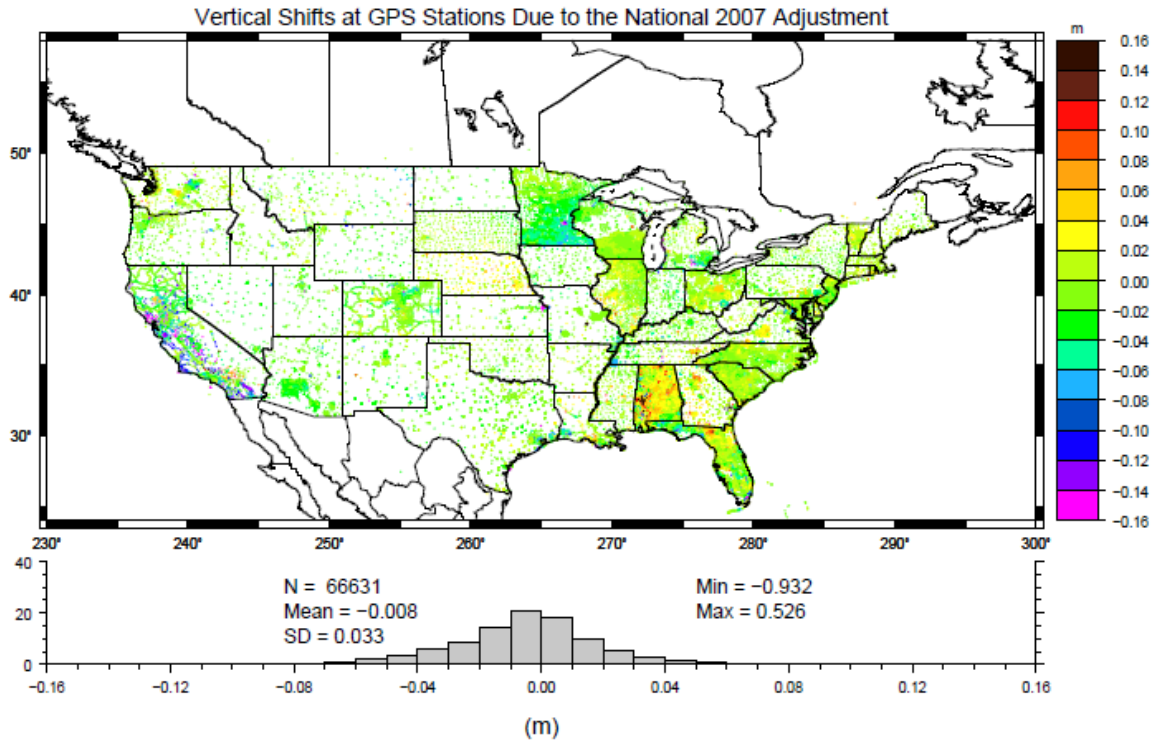 Vertical Shifts at GPS Stations Due to the National 2007 Adjustment
m
0.16
0.14
0.12
0.10
0.08
0.06
0.04
0.02
0.00
−0.02
−0.04
−0.06
−0.08
−0.10
−0.12
−0.14
−0.16
50°
40°
30°
230° 240° 250° 260° 270° 280° 290° 300°
40
20
0
N = 66631
Mean = −0.008
SD = 0.033
Min = −0.932
Max = 0.526
−0.16 −0.12 −0.08 −0.04 0.00 0.04 0.08 0.12 0.16
(m)